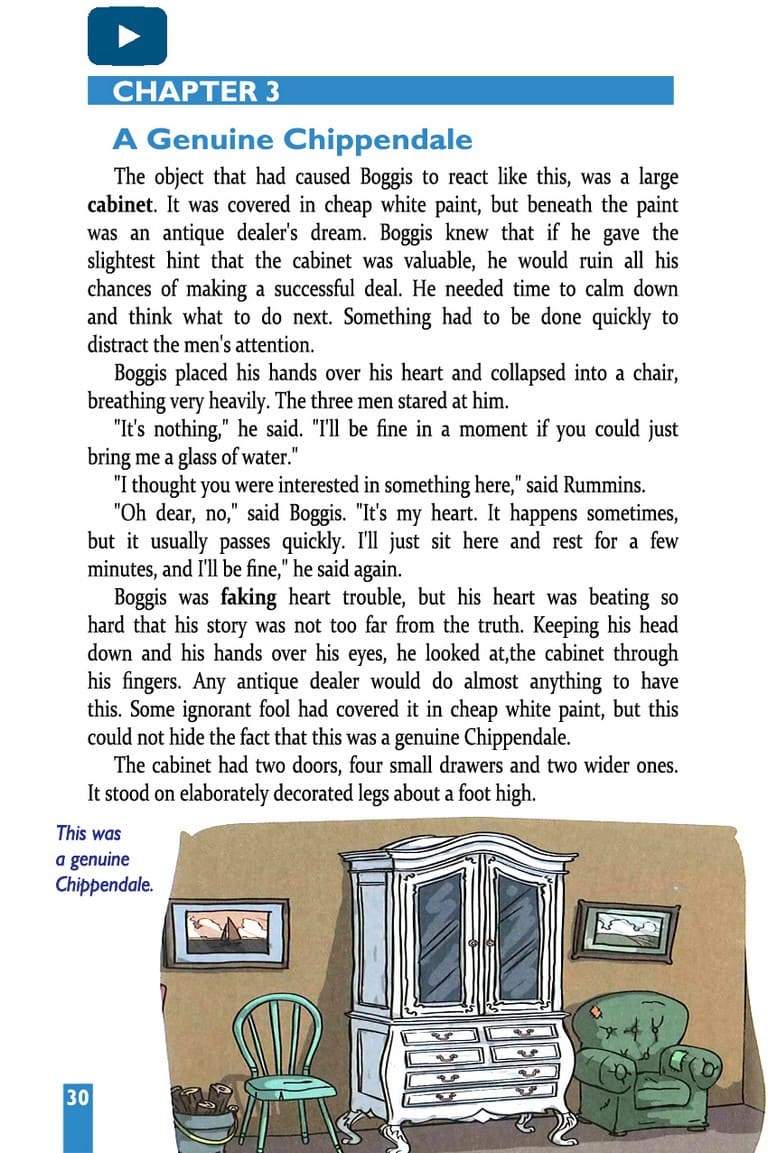 CHAPTER 3
A Genuine Chippendale
The object that had caused Boggis to react like this, was a large
cabinet. It was covered in cheap white paint, but beneath the paint
was an antique dealer's dream. Boggis knew that if he gave the
slightest hint that the cabinet was valuable, he would ruin all his
chances of making a successful deal. He needed time to calm down
and think what to do next. Something had to be done quickly to
distract the men's attention.
Boggis placed his hands over his heart and collapsed into a chair,
breathing very heavily. The three men stared at him.
"It's nothing," he said. "I'll be fine in a moment if you could just
bring me a glass of water."
"I thought you were interested in something here," said Rummins.
"Oh dear, no," said Boggis. "It's my heart. It happens sometimes,
but it usually passes quickly. I'll just sit here and rest for a few
minutes, and I'll be fine," he said again.
Boggis was faking heart trouble, but his heart was beating so
hard that his story was not too far from the truth. Keeping his head
down and his hands over his eyes, he looked at,the cabinet through
his fingers. Any antique dealer would do almost anything to have
this. Some ignorant fool had covered it in cheap white paint, but this
could not hide the fact that this was a genuine Chippendale.
The cabinet had two doors, four small drawers and two wider ones.
It stood on elaborately decorated legs about a foot high.
This was
a genuine
Chippendale.
30